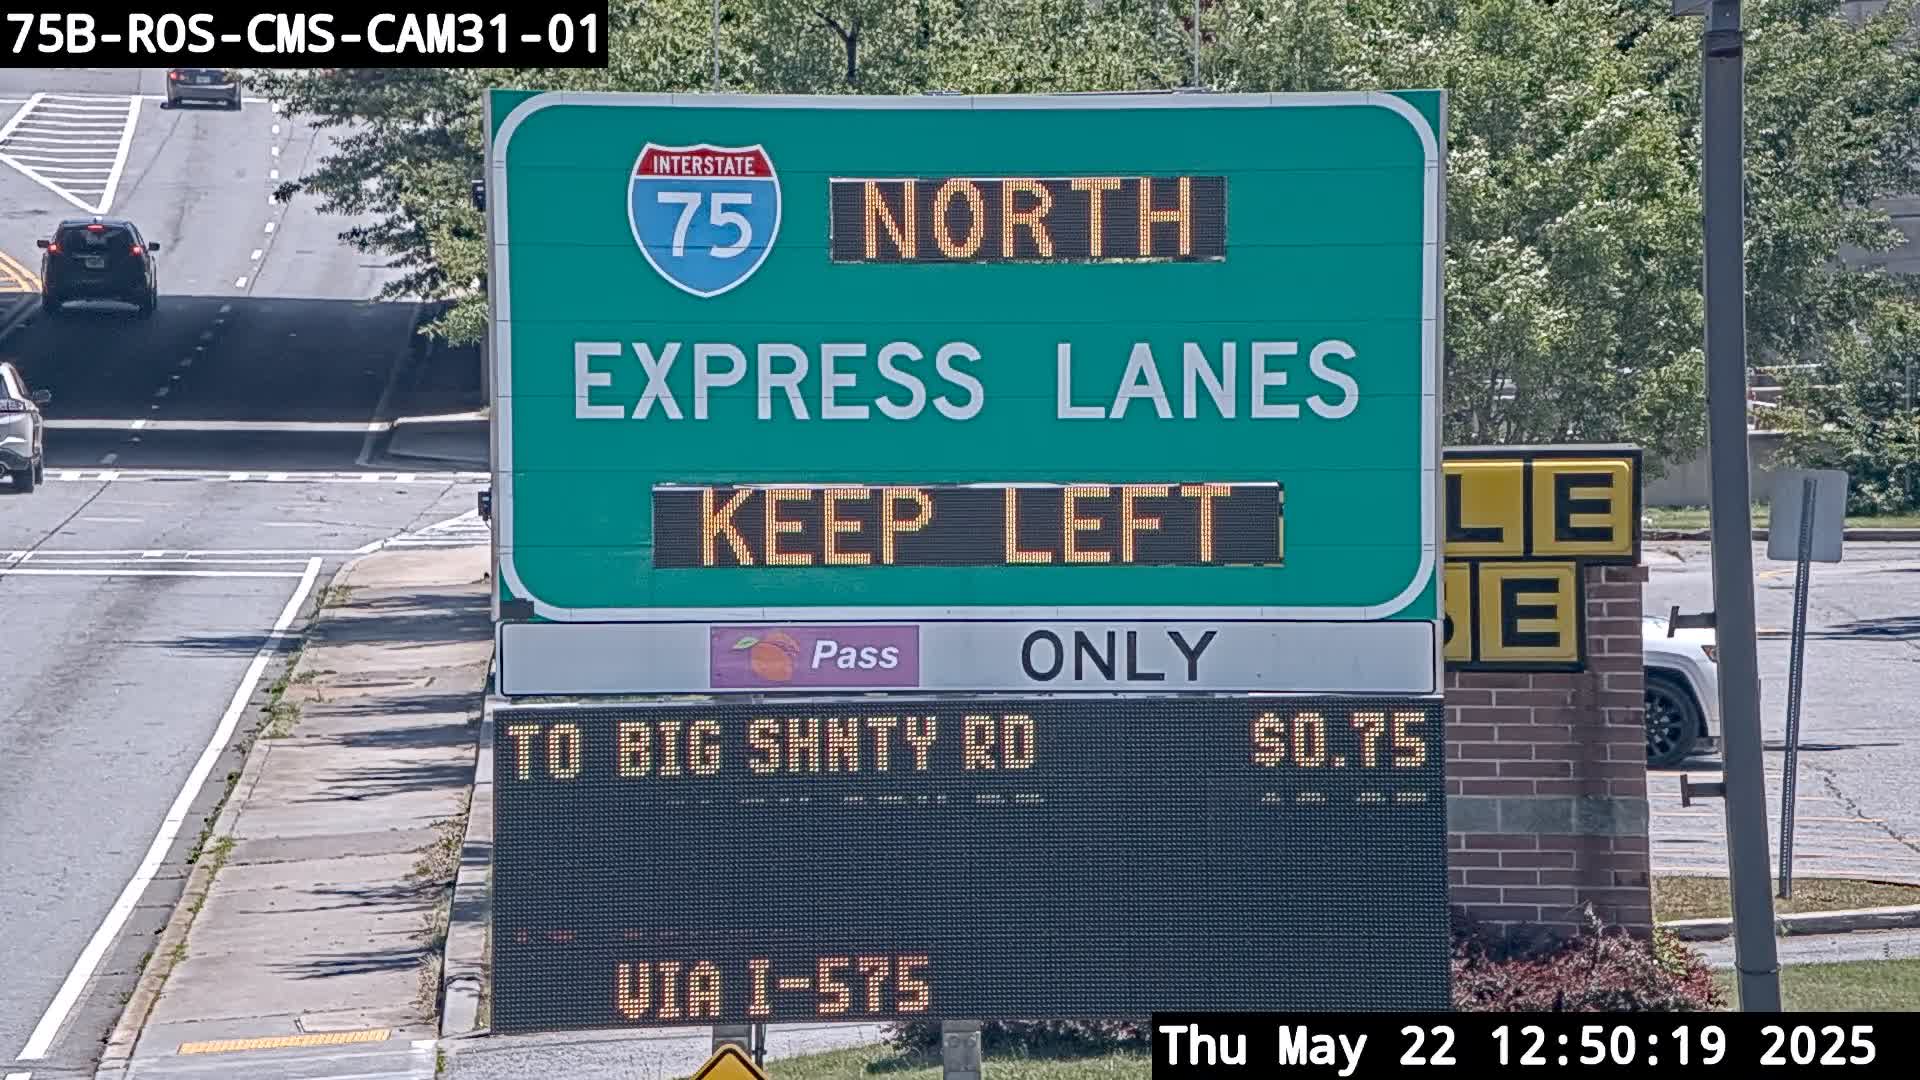 75B-ROS-CMS-CAM31-01
INTERSTATE
75
NORTH
EXPRESS LANES
KEEP LEFT
Pass ONLY
TO BIG SHNTY RD $0.75
VIA I-575
LE
E
Thu May 22 12:50:19 2025